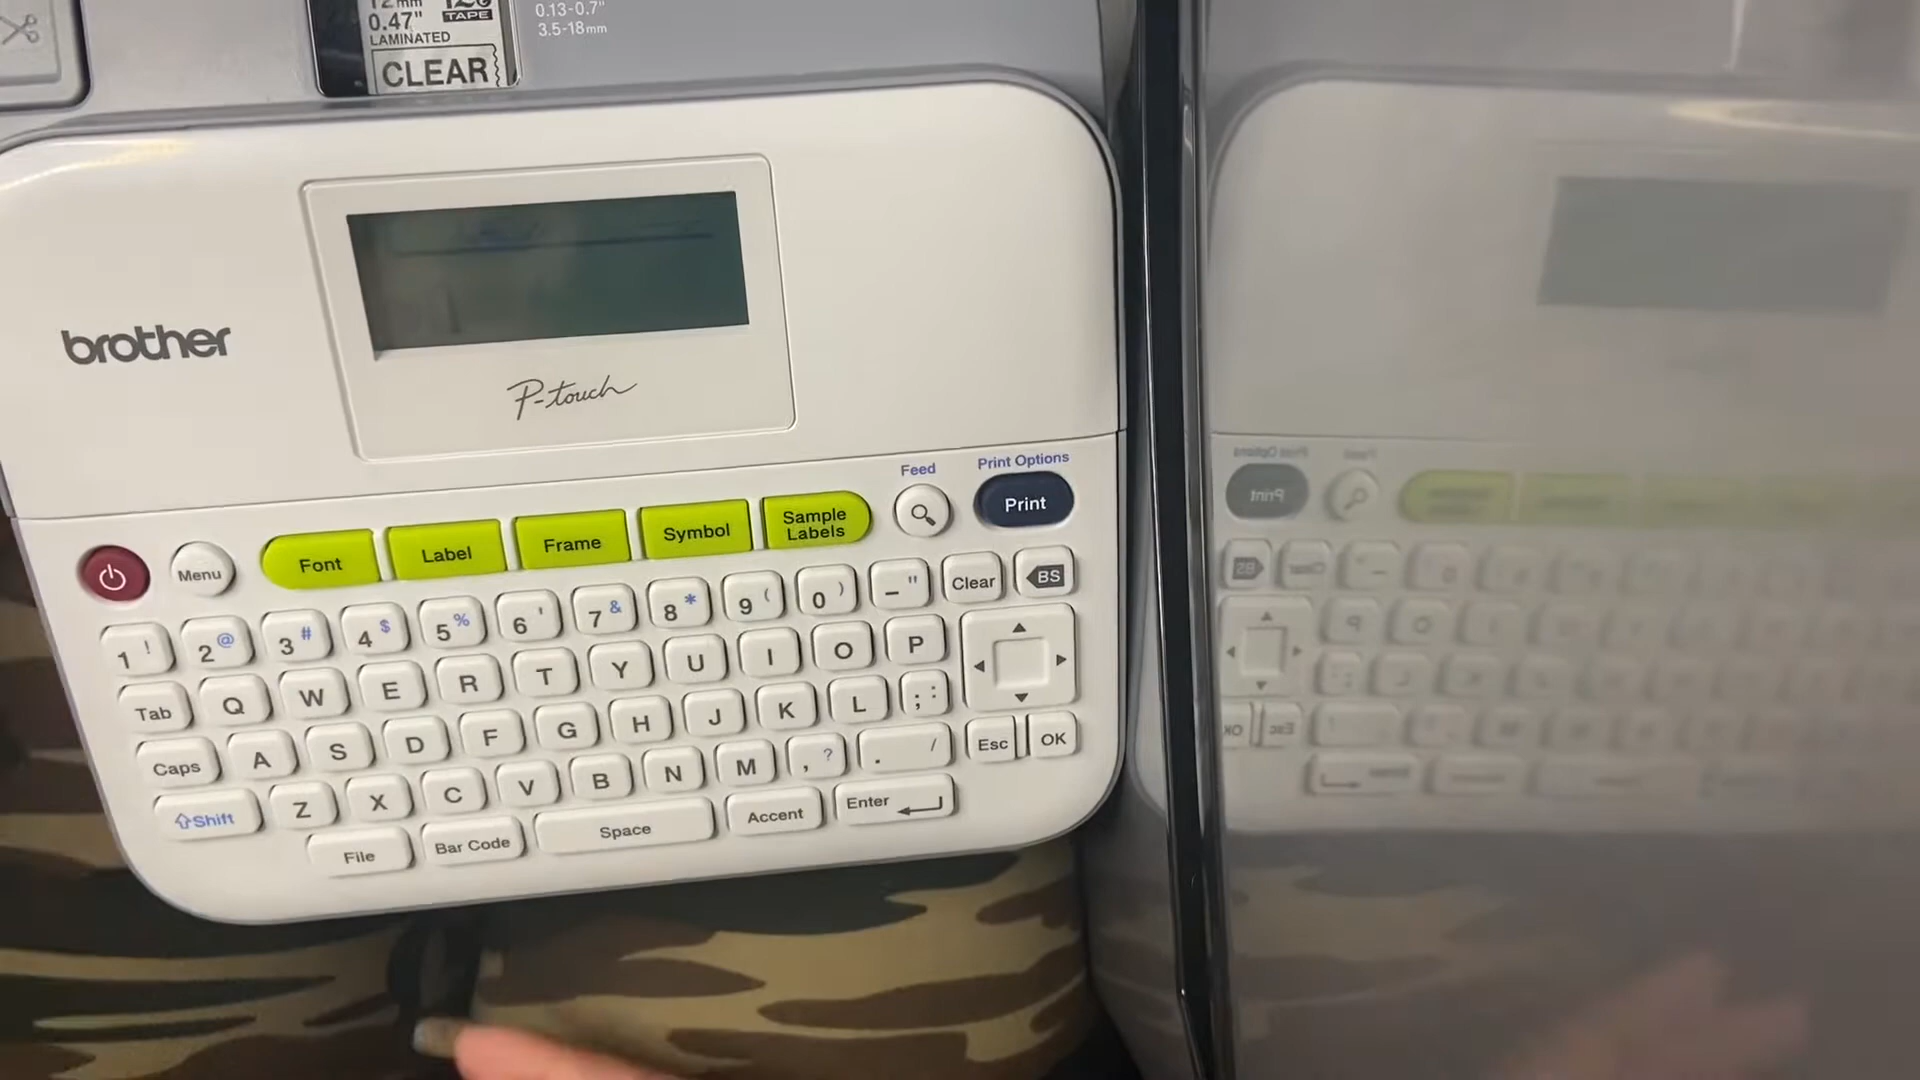 12mm
0.47"
TAPE
LAMINATED
CLEAR
0.13-0.7"
3.5-18mm
brother
P-touch
Feed
Print Options
Menu
Font
Label
Frame
Symbol
Sample
Labels
Print
1 ! 2 @ 3 # 4 $ 5 % 6 ' 7 & 8 * 9 ( 0 ) - " Clear BS
Tab Q W E R T Y U I O P
Caps A S D F G H J K L ; :
Esc OK
Shift Z X C V B N M , ? . /
File Bar Code Space Accent Enter